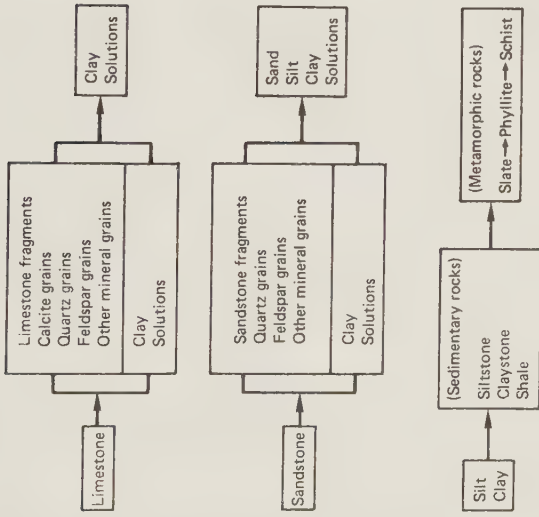 Limestone
Limestone fragments
Calcite grains
Quartz grains
Feldspar grains
Other mineral grains
Clay
Solutions
Clay
Solutions
Sandstone
Sandstone fragments
Quartz grains
Feldspar grains
Other mineral grains
Clay
Solutions
Sand
Silt
Clay
Solutions
Silt
Clay
(Sedimentary rocks)
Siltstone
Claystone
Shale
(Metamorphic rocks)
Slate→Phyllite→Schist